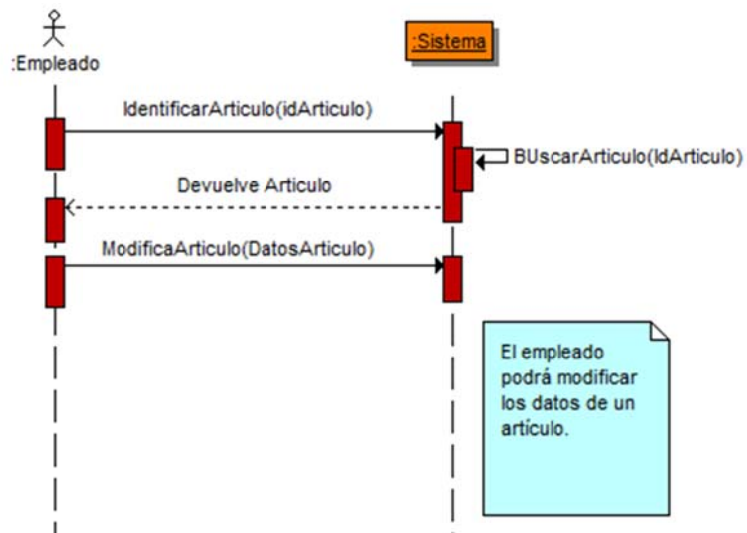 :Empleado
:Sistema
IdentificarArticulo(idArticulo)
BUscarArticulo(IdArticulo)
Devuelve Articulo
ModificaArticulo(DatosArticulo)
El empleado
podrá modificar
los datos de un
artículo.